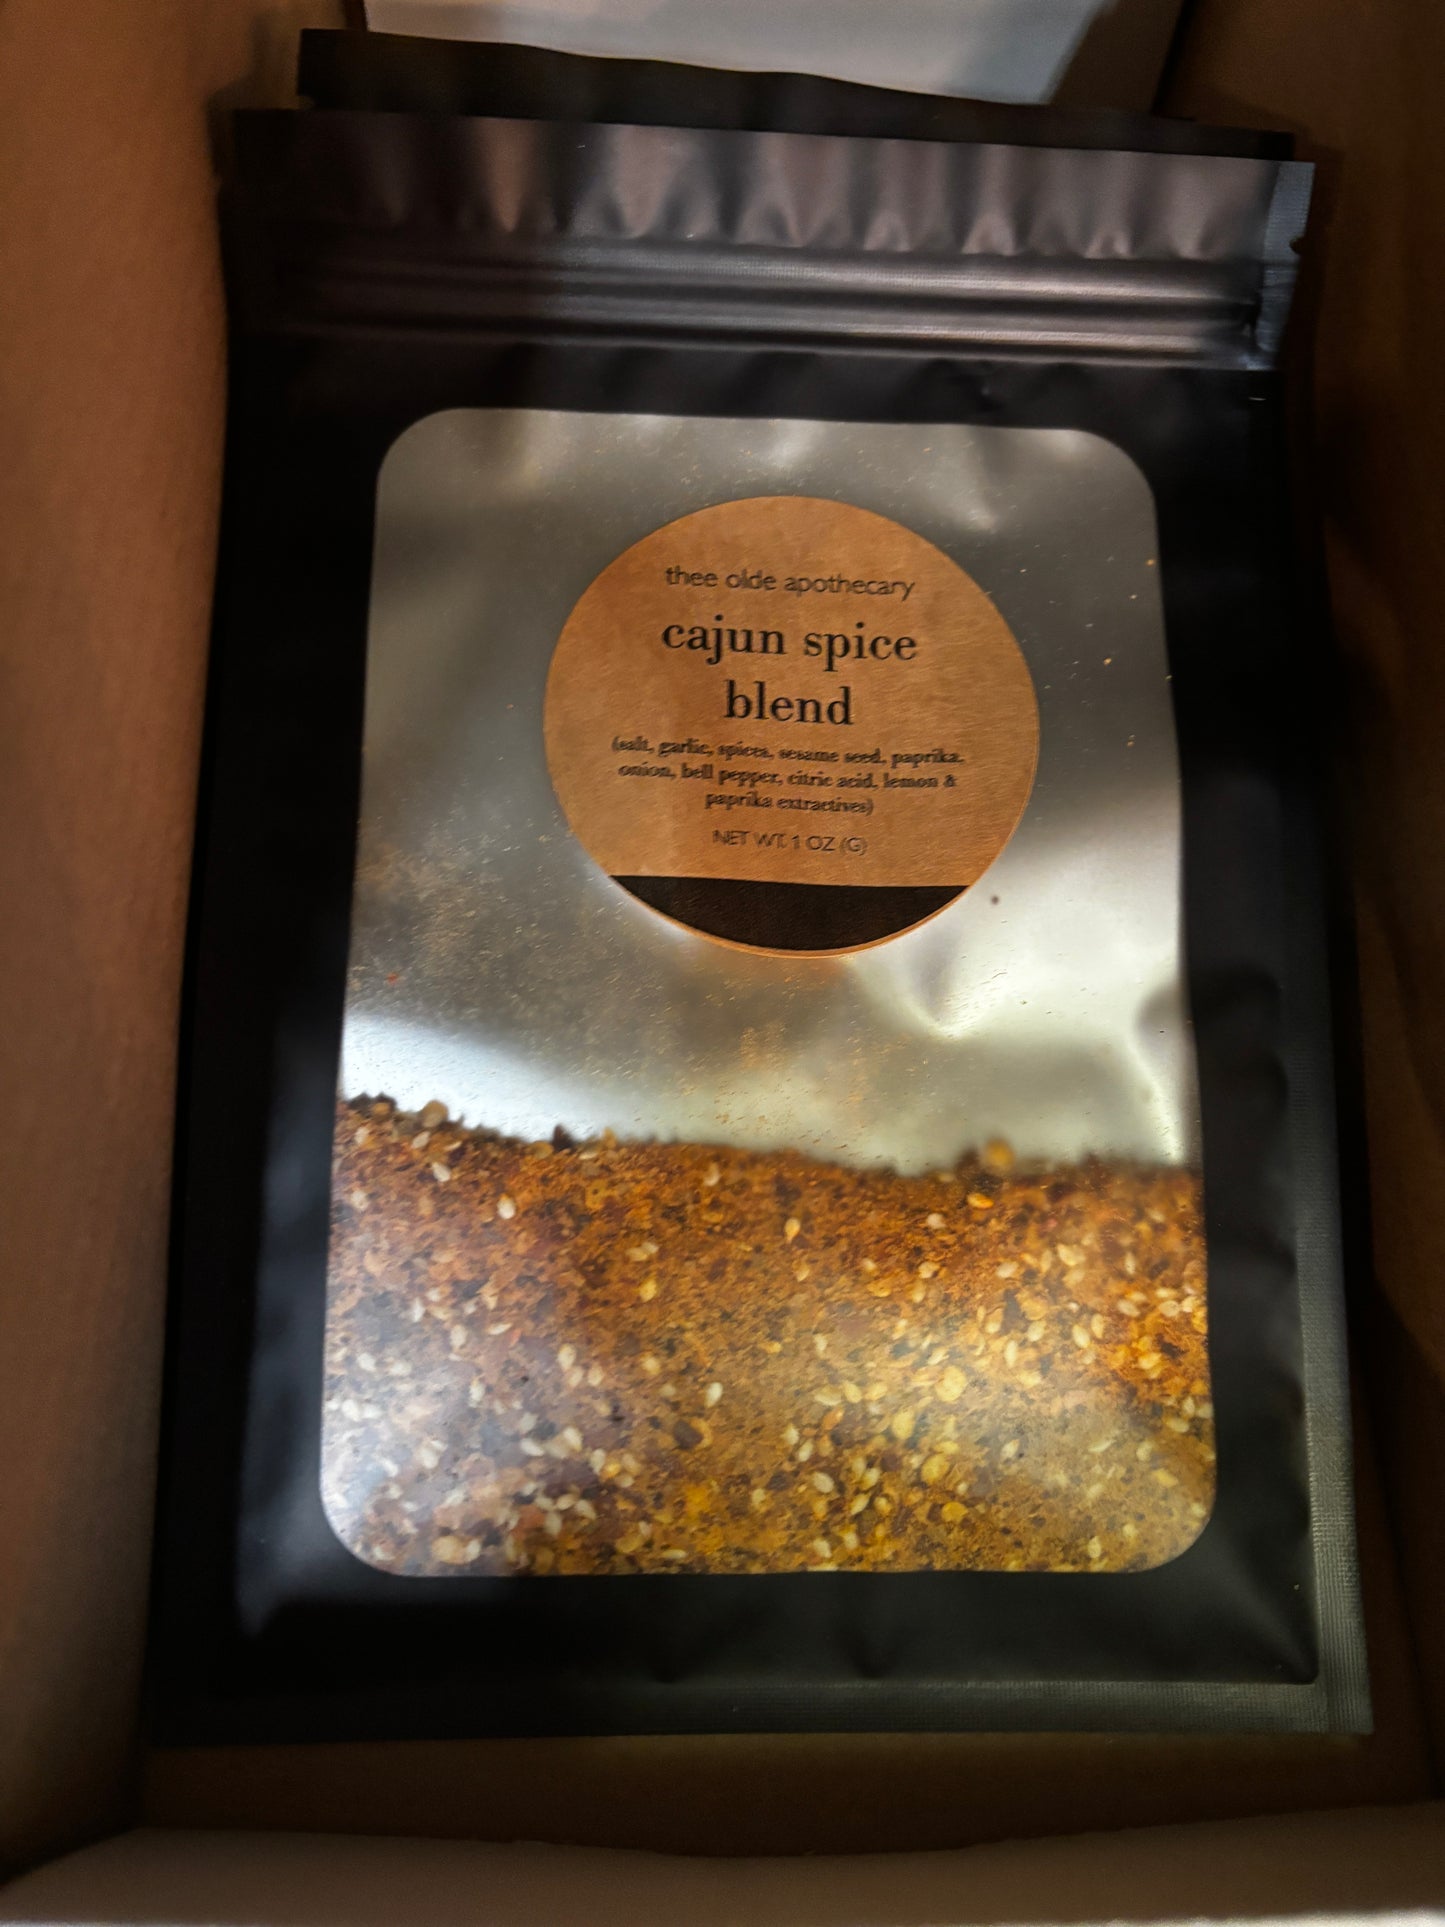 thee olde apothecary
cajun spice
blend
(salt, garlic, spices, sesame seed, paprika,
onion, bell pepper, citric acid, lemon &
paprika extractives)
NET WT. 1 OZ (G)